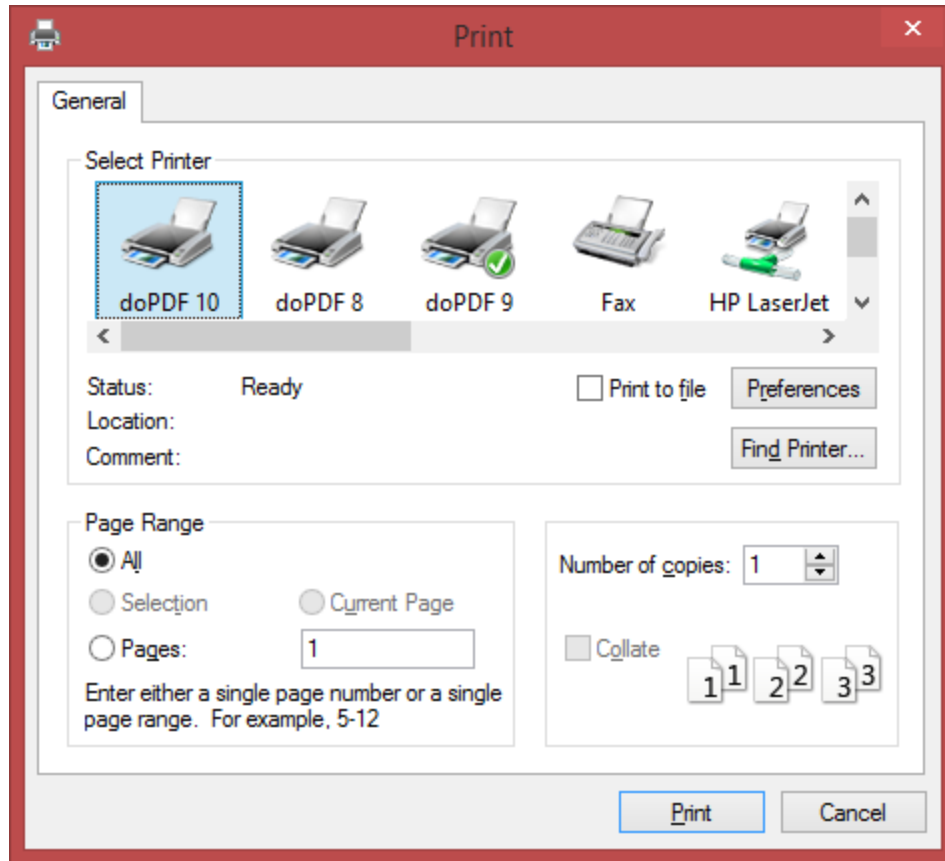 Print
General
Select Printer
doPDF 10 doPDF 8 doPDF 9 Fax HP LaserJet
Status: Ready Print to file Preferences
Location:
Comment: Find Printer...
Page Range
All
Number of copies: 1
Selection Current Page
Pages: 1
Collate
1 1 2 2 3 3
Enter either a single page number or a single
page range. For example, 5-12
Print Cancel